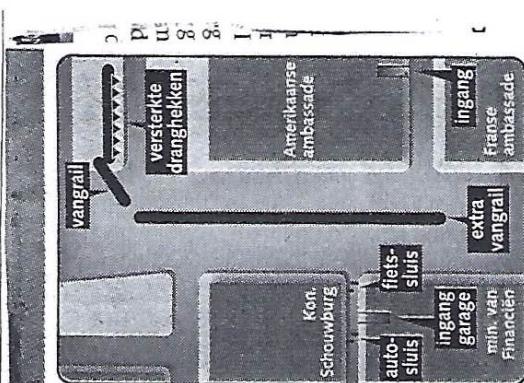 vangrail
versterkte
dranghekken
Amerikaanse
ambassade
ingang
Franse
ambassade
extra
vangrail
Kon.
Schouwburg
fiets-
sluis
auto-
sluis
ingang
garage
min. van
Financiën